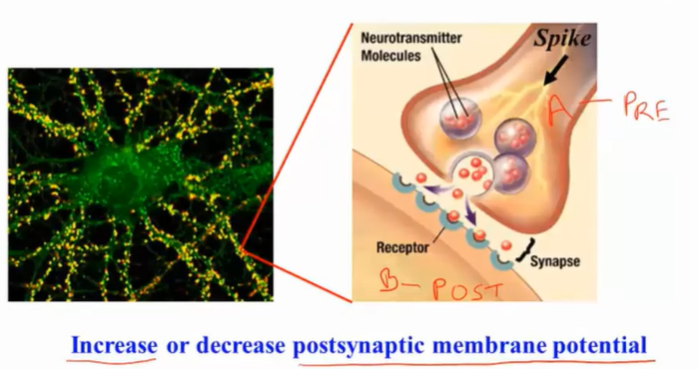 Neurotransmitter
Molecules
Spike
A - PRE
Receptor
Synapse
B - POST
Increase or decrease postsynaptic membrane potential